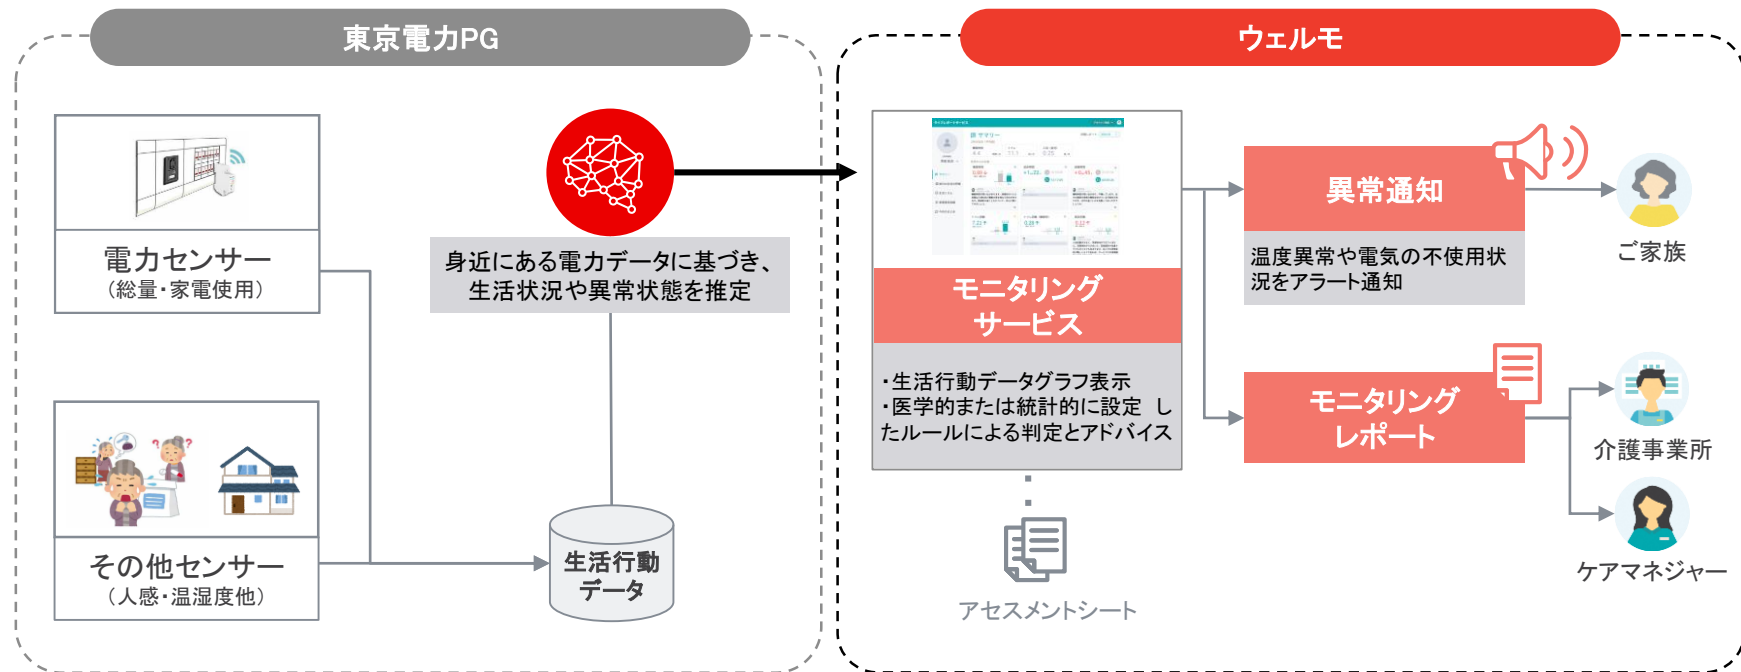 東京電力PG
電力センサー
（総量・家電使用）
その他センサー
（人感・温湿度他）
身近にある電力データに基づき、
生活状況や異常状態を推定
生活行動
データ
ウェルモ
モニタリング
サービス
・生活行動データグラフ表示
・医学的または統計的に設定 し
たルールによる判定とアドバイス
アセスメントシート
異常通知
温度異常や電気の不使用状
況をアラート通知
ご家族
モニタリング
レポート
介護事業所
ケアマネジャー